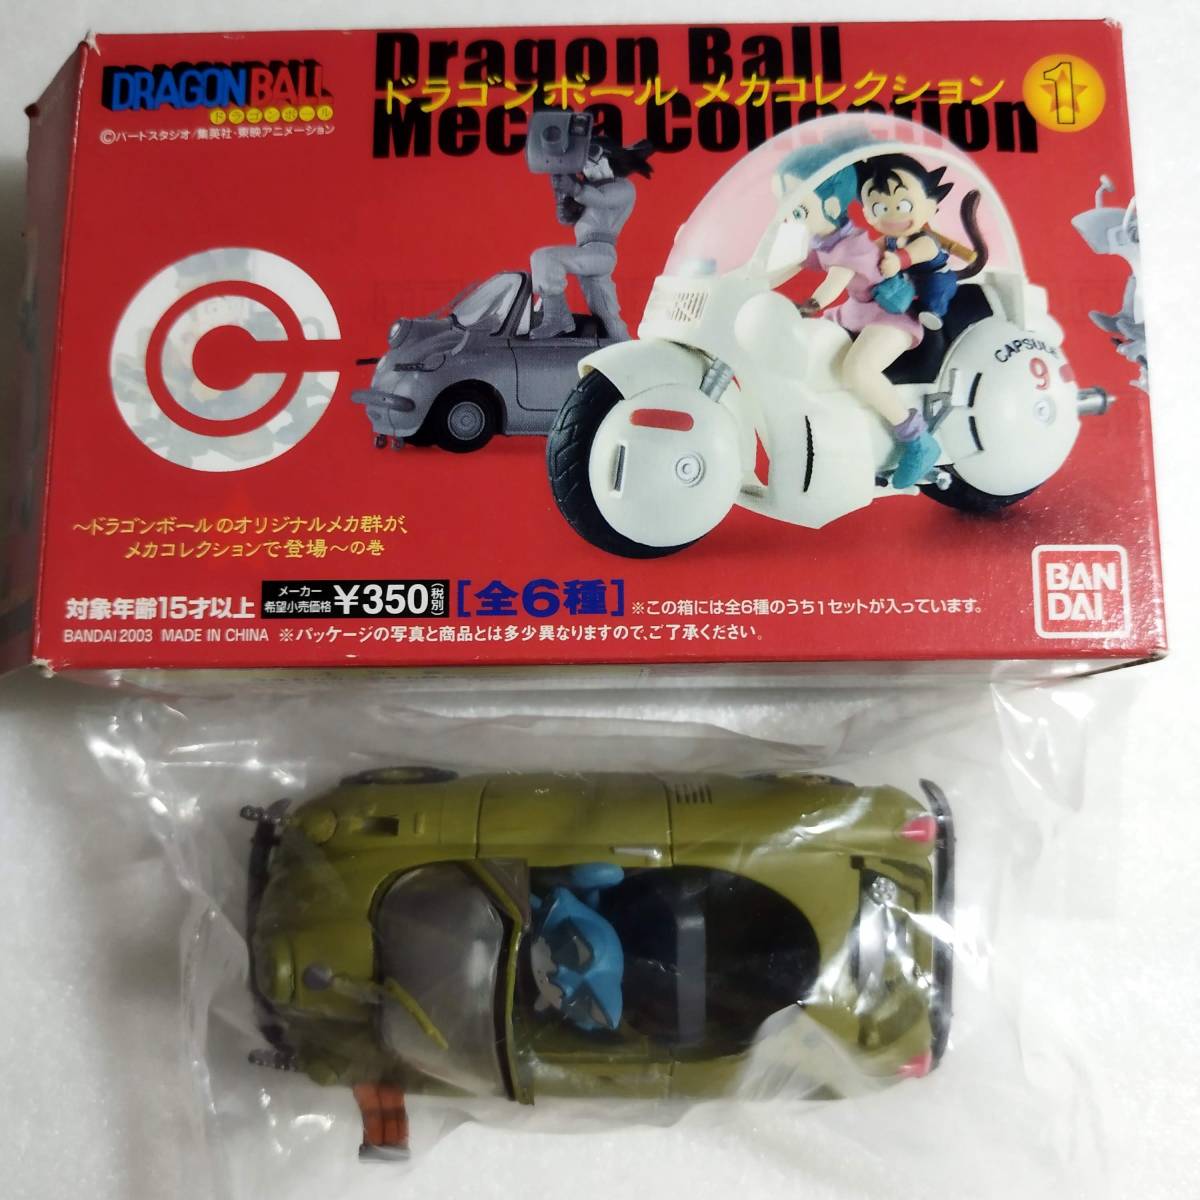 Dragon Ball
Mecha Collection
ドラゴンボール メカコレクション
1
DRAGONBALL
ドラゴンボール
©バードスタジオ/集英社・東映アニメーション
CAPSULE
9
～ドラゴンボールのオリジナルメカ群が、
メカコレクションで登場～の巻
対象年齢15才以上
メーカー
希望小売価格
¥350
(税別)
[全6種]
※この箱には全6種のうち1セットが入っています。
BANDAI 2003 MADE IN CHINA ※パッケージの写真と商品とは多少異なりますので、ご了承ください。
BAN
DAI